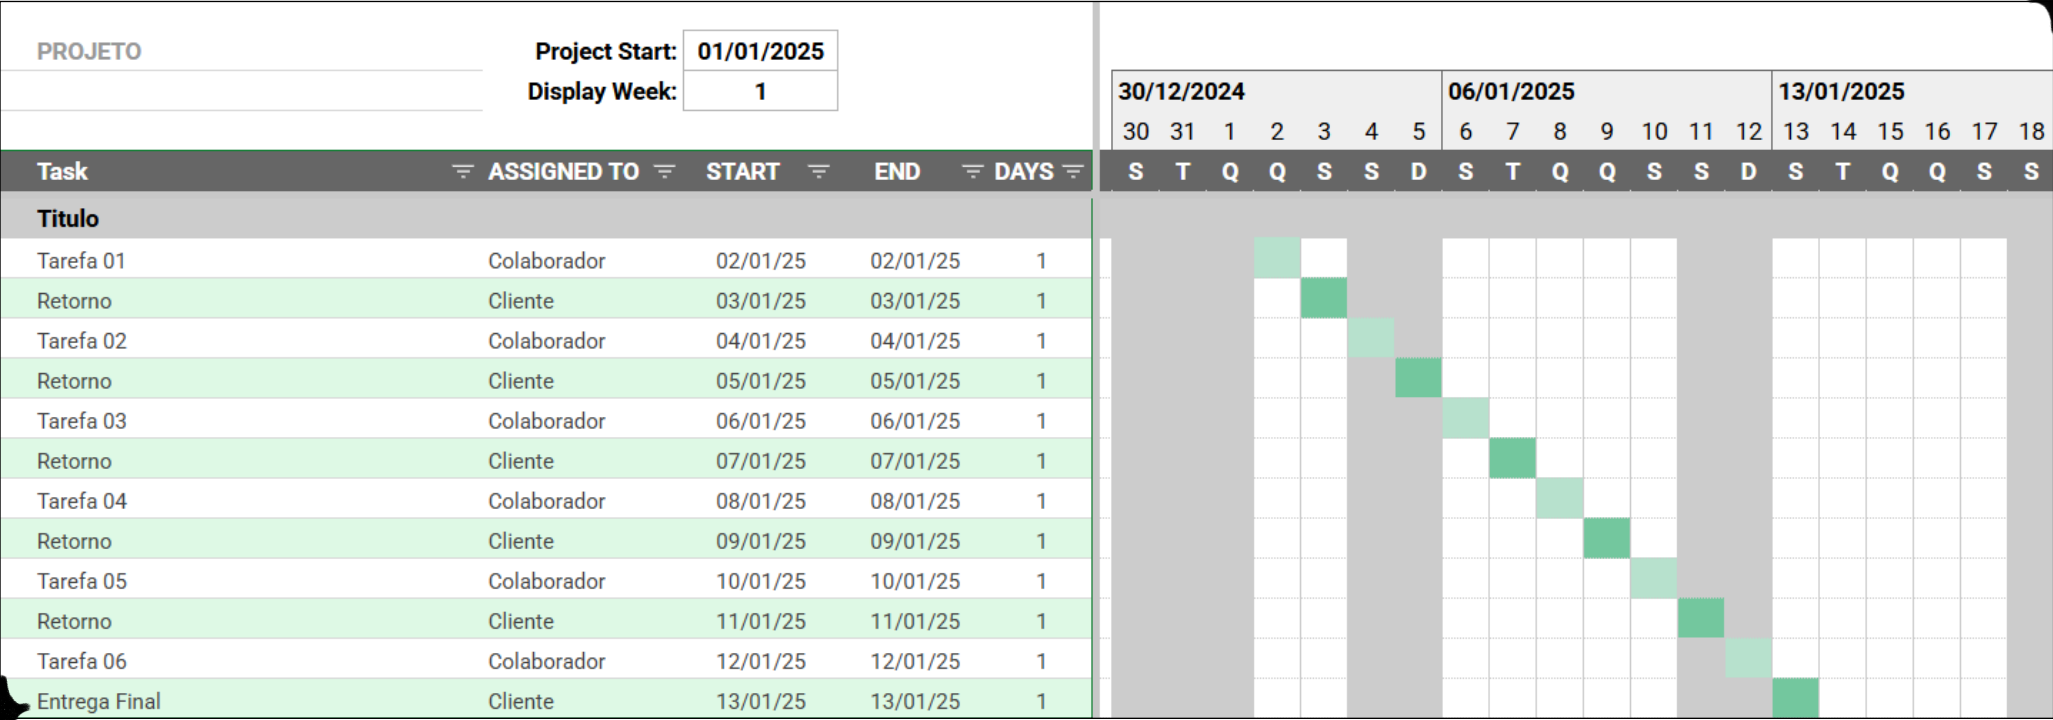 PROJETO Project Start: 01/01/2025
Display Week: 1 30/12/2024 06/01/2025 13/01/2025
30 31 1 2 3 4 5 6 7 8 9 10 11 12 13 14 15 16 17 18
Task ASSIGNED TO START END DAYS S T Q Q S S D S T Q Q S S D S T Q Q S S
Titulo
Tarefa 01 Colaborador 02/01/25 02/01/25 1
Retorno Cliente 03/01/25 03/01/25 1
Tarefa 02 Colaborador 04/01/25 04/01/25 1
Retorno Cliente 05/01/25 05/01/25 1
Tarefa 03 Colaborador 06/01/25 06/01/25 1
Retorno Cliente 07/01/25 07/01/25 1
Tarefa 04 Colaborador 08/01/25 08/01/25 1
Retorno Cliente 09/01/25 09/01/25 1
Tarefa 05 Colaborador 10/01/25 10/01/25 1
Retorno Cliente 11/01/25 11/01/25 1
Tarefa 06 Colaborador 12/01/25 12/01/25 1
Entrega Final Cliente 13/01/25 13/01/25 1